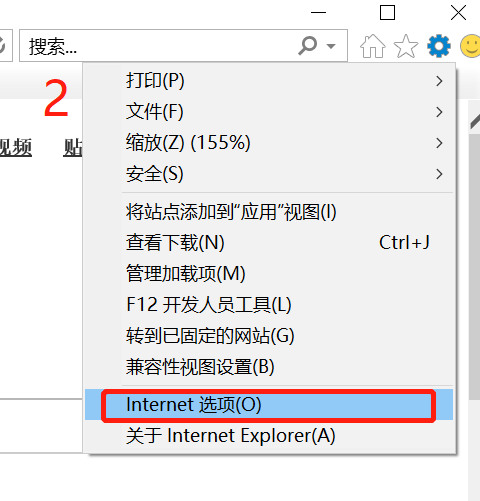 搜索...
2
打印(P)
文件(F)
视频 贴
缩放(Z) (155%)
安全(S)
将站点添加到“应用”视图(I)
查看下载(N) Ctrl+J
管理加载项(M)
F12 开发人员工具(L)
转到已固定的网站(G)
兼容性视图设置(B)
Internet 选项(O)
关于 Internet Explorer(A)